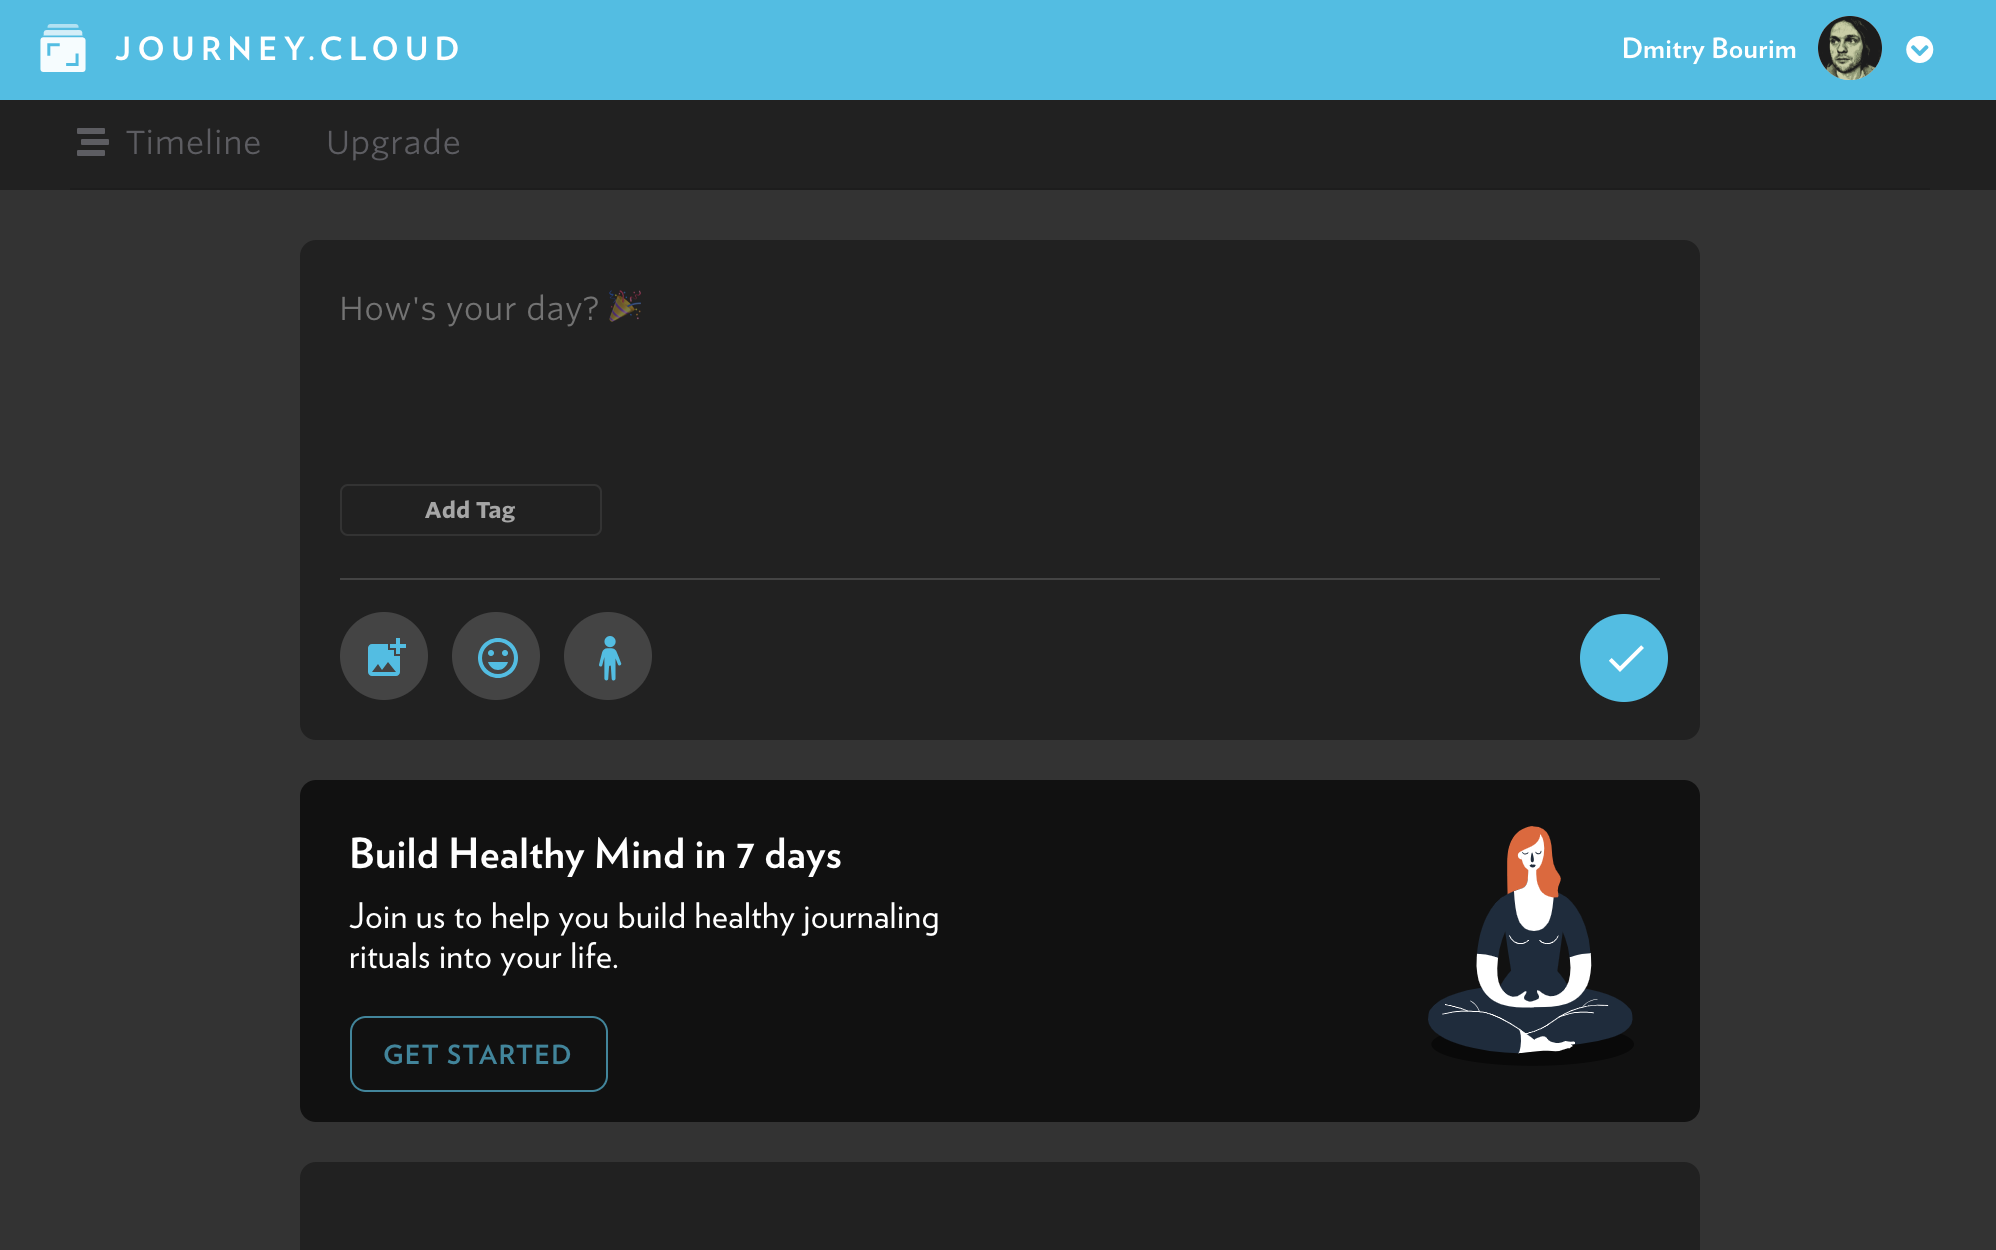 JOURNEY.CLOUD
Dmitry Bourim
Timeline
Upgrade
How's your day? 🎉
Add Tag
Build Healthy Mind in 7 days
Join us to help you build healthy journaling
rituals into your life.
GET STARTED